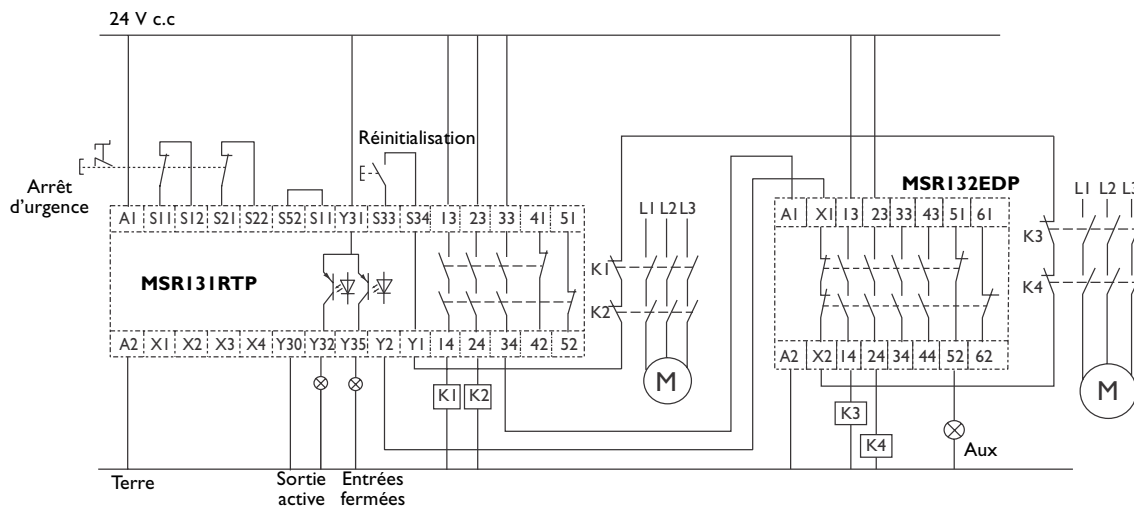 24 V c.c
Réinitialisation
Arrêt
d'urgence
MSR132EDP
L1 L2 L3
L1 L2 L3
A1 S11 S12 S21 S22 S52 S11 Y31 S33 S34 13 23 33 41 51
A1 X1 13 23 33 43 51 61
K3
K1
MSR131RTP
K4
K2
A2 X1 X2 X3 X4 Y30 Y32 Y35 Y2 Y1 14 24 34 42 52
A2 X2 14 24 34 44 52 62
M
M
K1 K2
K3
K4
Aux
Terre
Sortie
active
Entrées
fermées